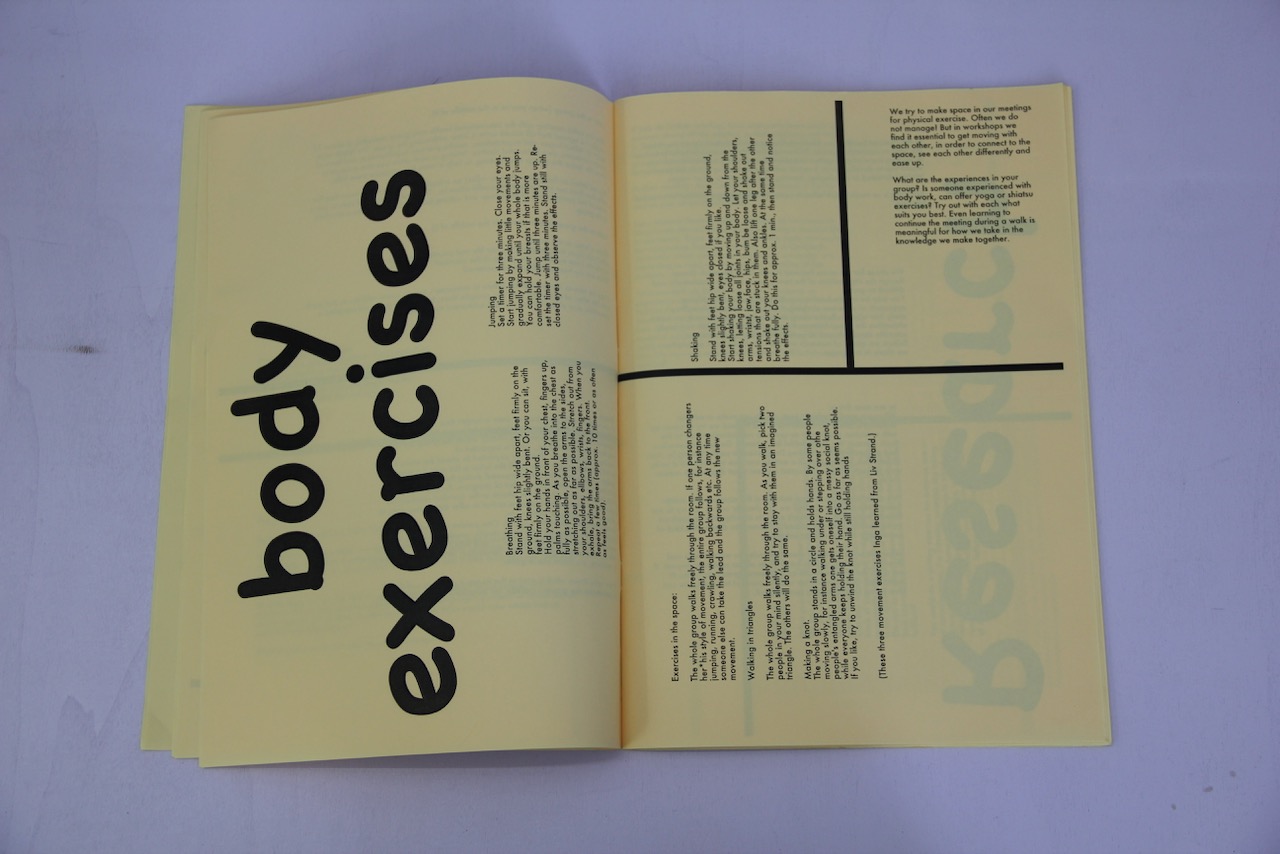 body
exercises
Jumping
Set a timer for three minutes. Close your eyes.
Start jumping by making little movements and
gradually expand until your whole body jumps.
You can hold your breasts if that is more
comfortable. Jump until three minutes are up. Re-
set the timer with three minutes. Stand still with
closed eyes and observe the effects.
Breathing
Stand with feet hip wide apart, feet firmly on the
ground, knees slightly bent. Or you can sit, with
feet firmly on the ground.
Hold your hands in front of your chest, fingers up,
palms touching. As you breathe into the chest as
fully as possible, open the arms to the sides,
stretching out as far as possible. Stretch out from
your shoulders, elbows, wrists, fingers. When you
exhale, bring the arms back to the front.
Repeat a few times (approx. 10 times or as often
as feels good).
Shaking
Stand with feet hip wide apart, feet firmly on the ground,
knees slightly bent, eyes closed if you like.
Start shaking your body by moving up and down from the
knees, letting loose all joints in your body. Let your shoulders,
arms, wrists, jaw, face, hips, bum be loose and shake out
tensions that are stuck in them. Also lift one leg after the other
and shake out your knees and ankles. At the same time
breathe fully. Do this for approx. 1 min., then stand and notice
the effects.
Exercises in the space:
The whole group walks freely through the room. If one person changes
her*his style of movement, the entire group follows, for instance
jumping, running, crawling, walking backwards etc. At any time
someone else can take the lead and the group follows the new
movement.
Walking in triangles
The whole group walks freely through the room. As you walk, pick two
people in your mind silently, and try to stay with them in an imagined
triangle. The others will do the same.
Making a knot.
The whole group stands in a circle and holds hands. By some people
moving slowly, for instance walking under or stepping over othe
people's entangled arms one gets oneself into a messy social knot,
while everyone keeps holding their hand. Go as far as seems possible.
If you like, try to unwind the knot while still holding hands
(These three movement exercises Inga learned from Liv Strand.)
We try to make space in our meetings
for physical exercise. Often we do
not manage! But in workshops we
find it essential to get moving with
each other, in order to connect to the
space, see each other differently and
ease up.
What are the experiences in your
group? Is someone experienced with
body work, can offer yoga or shiatsu
exercises? Try out with each what
suits you best. Even learning to
continue the meeting during a walk is
meaningful for how we take in the
knowledge we make together.